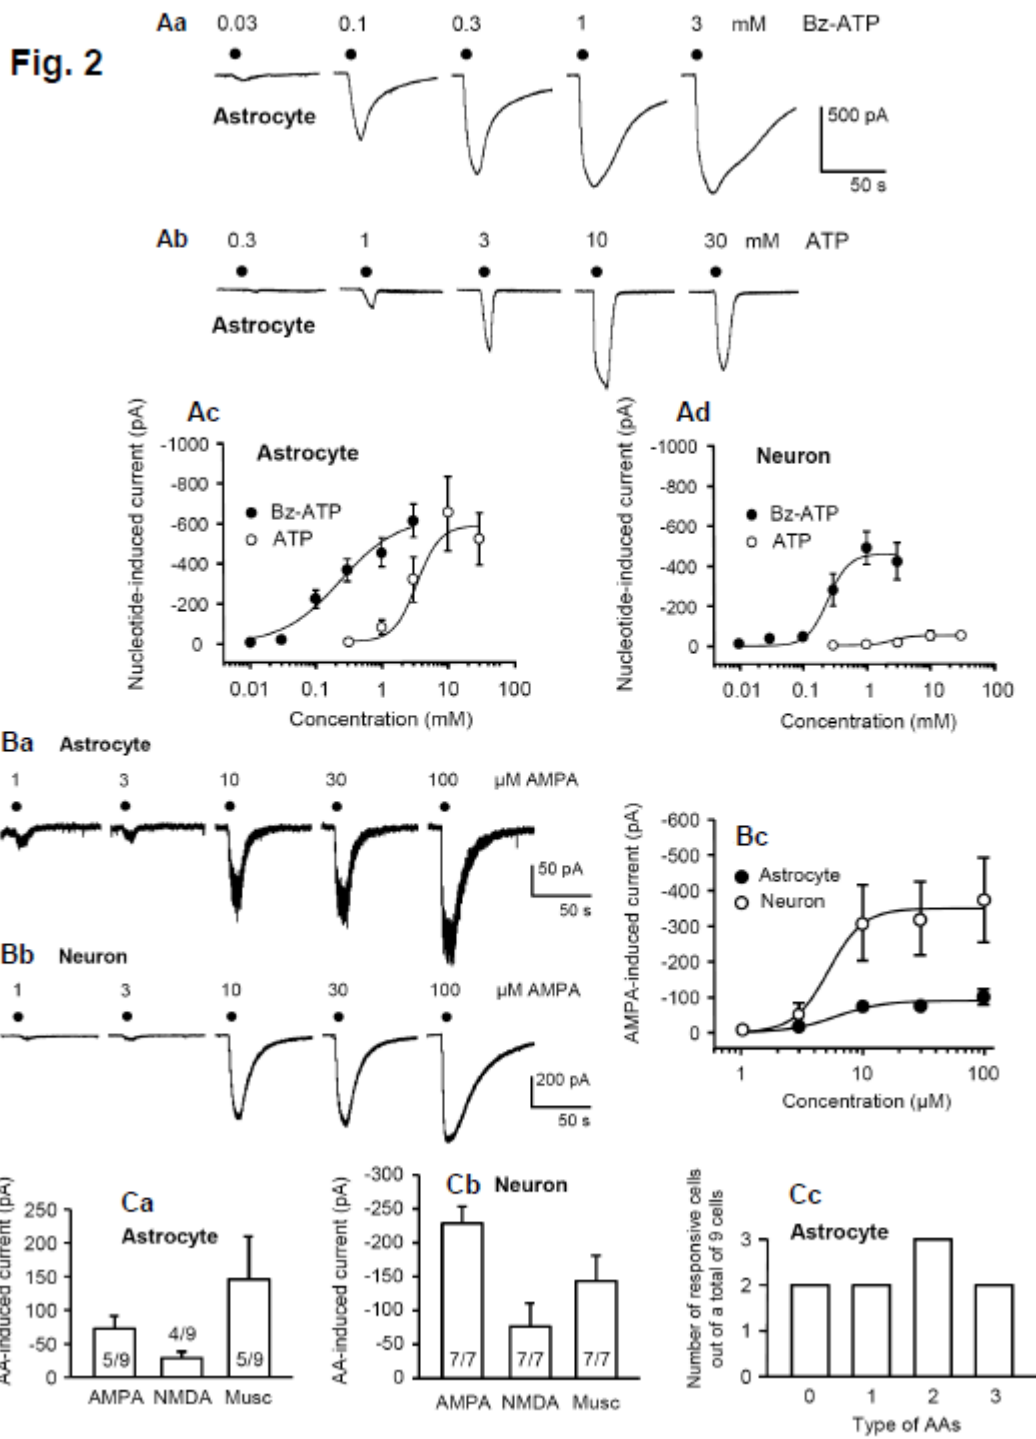 Fig. 2
Aa 0.03 0.1 0.3 1 3 mM Bz-ATP
Astrocyte
500 pA
50 s
Ab 0.3 1 3 10 30 mM ATP
Astrocyte
Ac
Nucleotide-induced current (pA)
-1000
-800
-600
-400
-200
0
Astrocyte
Bz-ATP
ATP
0.01 0.1 1 10 100
Concentration (mM)
Ad
Nucleotide-induced current (pA)
-1000
-800
-600
-400
-200
0
Neuron
Bz-ATP
ATP
0.01 0.1 1 10 100
Concentration (mM)
Ba Astrocyte
1 3 10 30 100 µM AMPA
50 pA
50 s
Bb Neuron
1 3 10 30 100 µM AMPA
200 pA
50 s
Bc
AMPA-induced current (pA)
-600
-500
-400
-300
-200
-100
0
Astrocyte
Neuron
1 10 100
Concentration (µM)
Ca
Astrocyte
AA-induced current (pA)
250
200
150
100
-50
0
5/9 4/9 5/9
AMPA NMDA Musc
Cb Neuron
AA-induced current (pA)
-300
-250
-200
-150
-100
-50
0
7/7 7/7 7/7
AMPA NMDA Musc
Cc
Astrocyte
Number of responsive cells
out of a total of 9 cells
3
2
1
0
0 1 2 3
Type of AAs